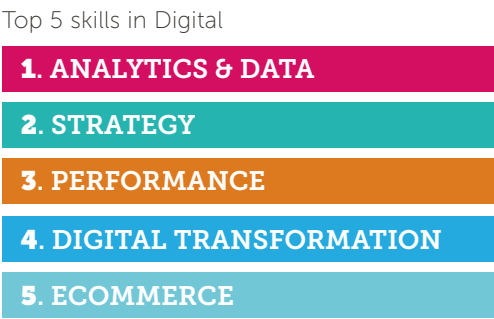 Top 5 skills in Digital
1. ANALYTICS & DATA
2. STRATEGY
3. PERFORMANCE
4. DIGITAL TRANSFORMATION
5. ECOMMERCE